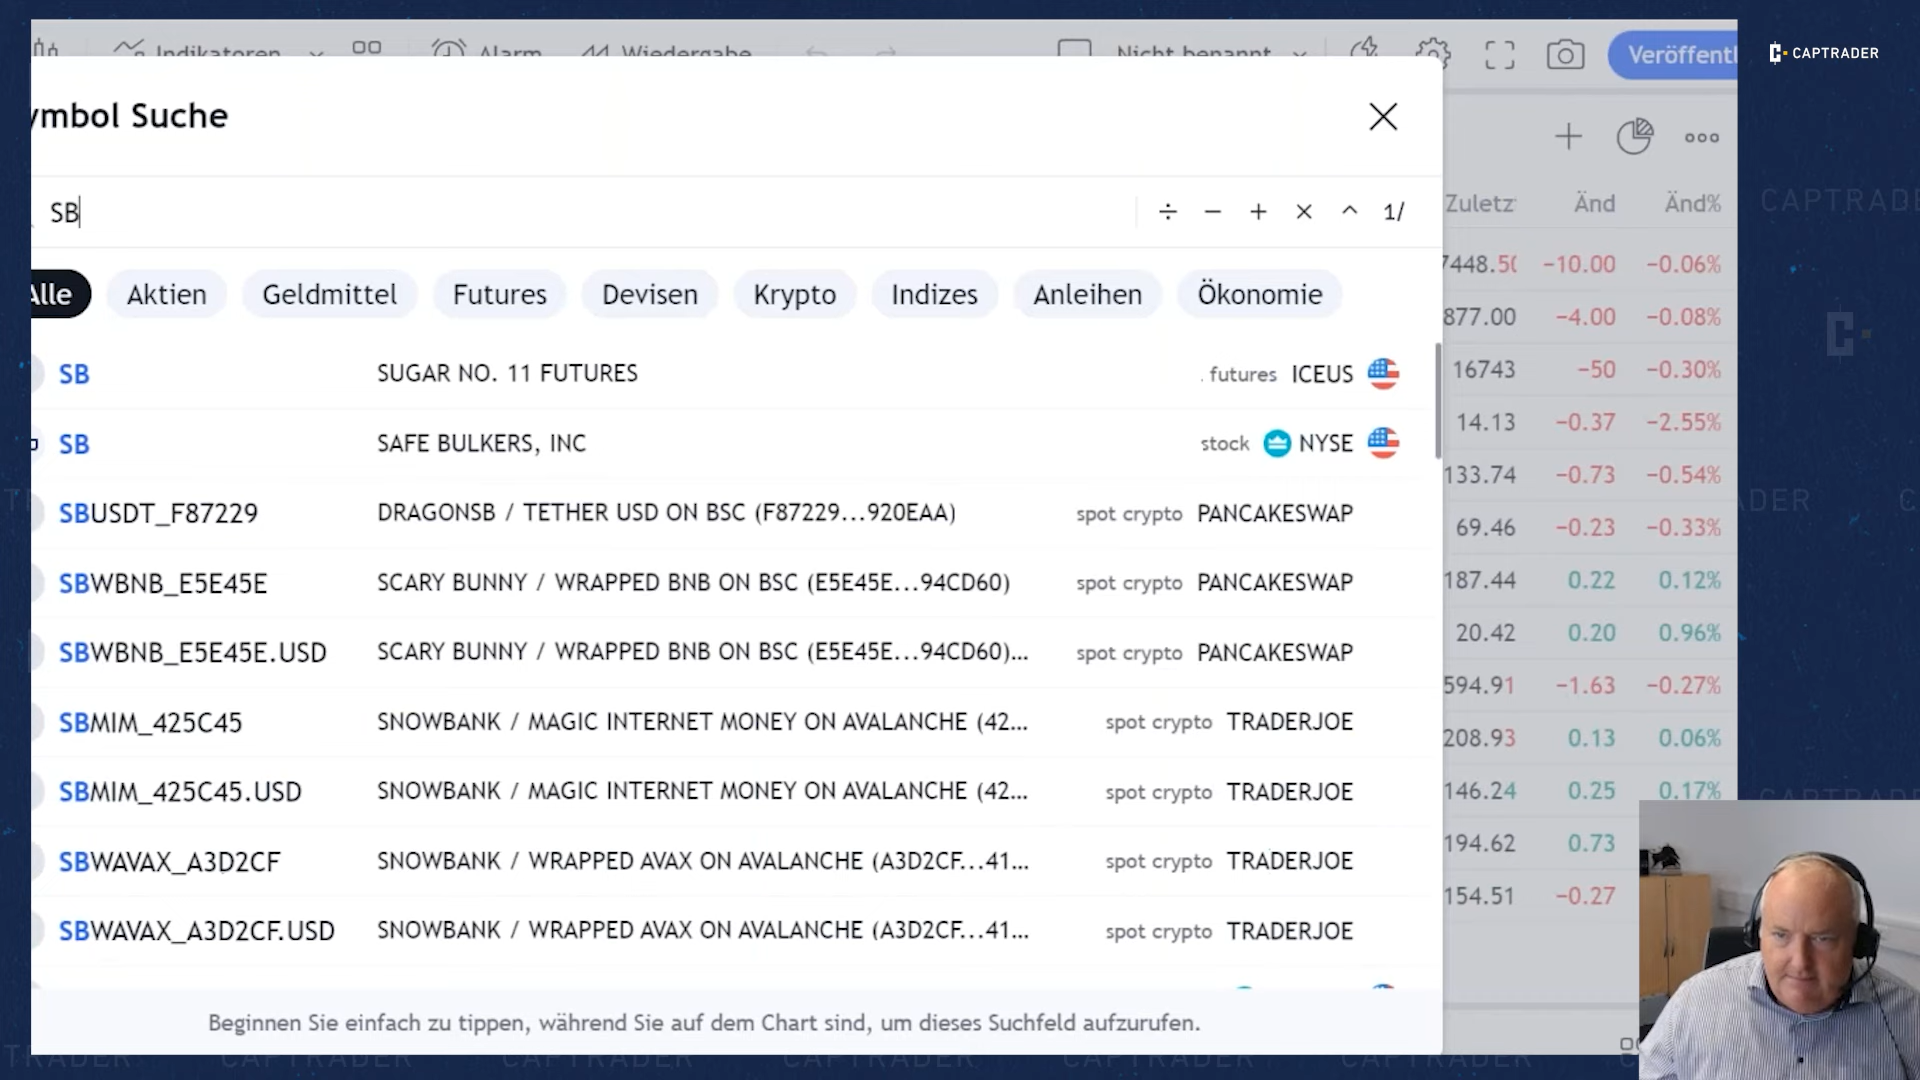 Indikatoren
Alarm
Wiedergabe
Nicht benannt
Veröffentl
CAPTRADER
ymbol Suche
SB
1/
Alle
Aktien
Geldmittel
Futures
Devisen
Krypto
Indizes
Anleihen
Ökonomie
SB SUGAR NO. 11 FUTURES futures ICEUS
SB SAFE BULKERS, INC stock NYSE
SBUSDT_F87229 DRAGONSB / TETHER USD ON BSC (F87229...920EAA) spot crypto PANCAKESWAP
SBWBNB_E5E45E SCARY BUNNY / WRAPPED BNB ON BSC (E5E45E...94CD60) spot crypto PANCAKESWAP
SBWBNB_E5E45E.USD SCARY BUNNY / WRAPPED BNB ON BSC (E5E45E...94CD60)... spot crypto PANCAKESWAP
SBMIM_425C45 SNOWBANK / MAGIC INTERNET MONEY ON AVALANCHE (42... spot crypto TRADERJOE
SBMIM_425C45.USD SNOWBANK / MAGIC INTERNET MONEY ON AVALANCHE (42... spot crypto TRADERJOE
SBWAVAX_A3D2CF SNOWBANK / WRAPPED AVAX ON AVALANCHE (A3D2CF...41... spot crypto TRADERJOE
SBWAVAX_A3D2CF.USD SNOWBANK / WRAPPED AVAX ON AVALANCHE (A3D2CF...41... spot crypto TRADERJOE
Beginnen Sie einfach zu tippen, während Sie auf dem Chart sind, um dieses Suchfeld aufzurufen.
Zuletz Änd Änd%
7448.50 −10.00 −0.06%
877.00 −4.00 −0.08%
16743 −50 −0.30%
14.13 −0.37 −2.55%
133.74 −0.73 −0.54%
69.46 −0.23 −0.33%
187.44 0.22 0.12%
20.42 0.20 0.96%
594.91 −1.63 −0.27%
208.93 0.13 0.06%
146.24 0.25 0.17%
194.62 0.73
154.51 −0.27